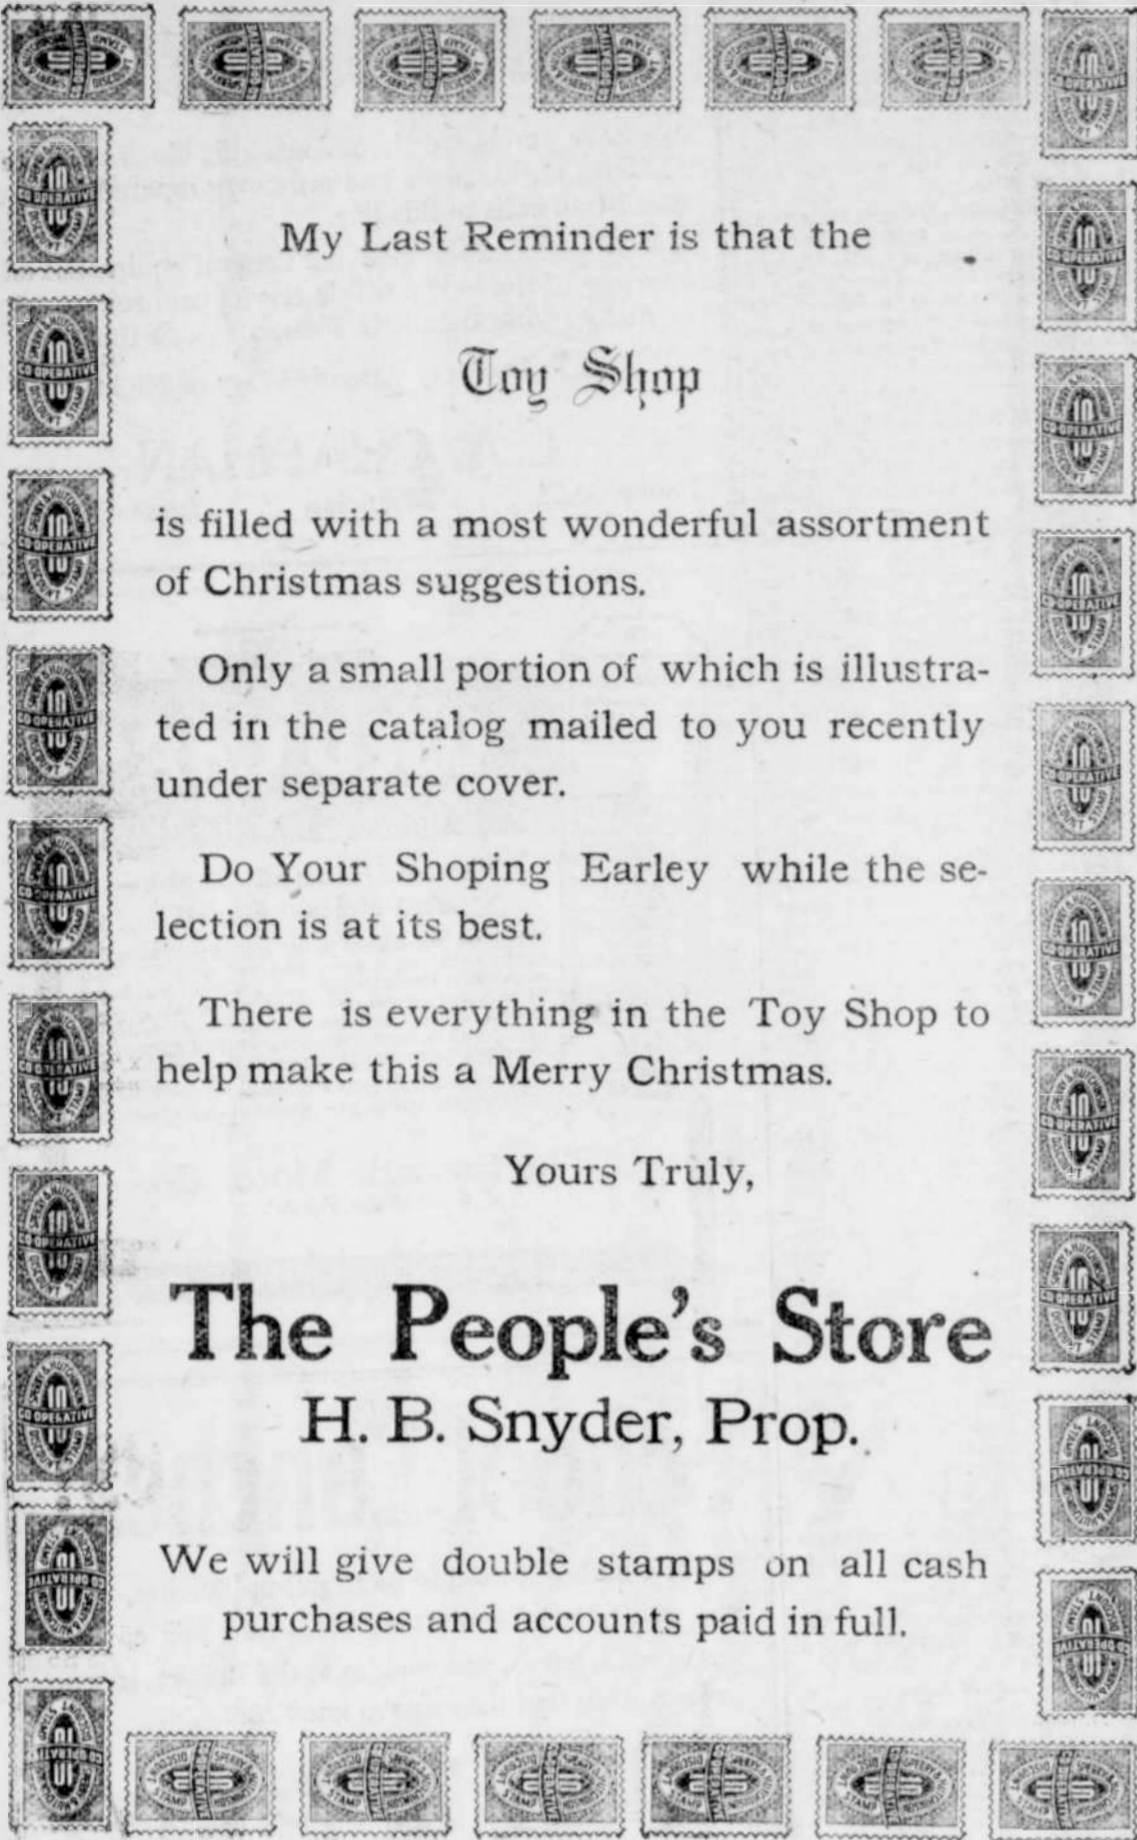 My Last Reminder is that the
Toy Shop
is filled with a most wonderful assortment
of Christmas suggestions.
Only a small portion of which is illustra-
ted in the catalog mailed to you recently
under separate cover.
Do Your Shoping Earley while the se-
lection is at its best.
There is everything in the Toy Shop to
help make this a Merry Christmas.
Yours Truly,
The People's Store
H. B. Snyder, Prop.
We will give double stamps on all cash
purchases and accounts paid in full.